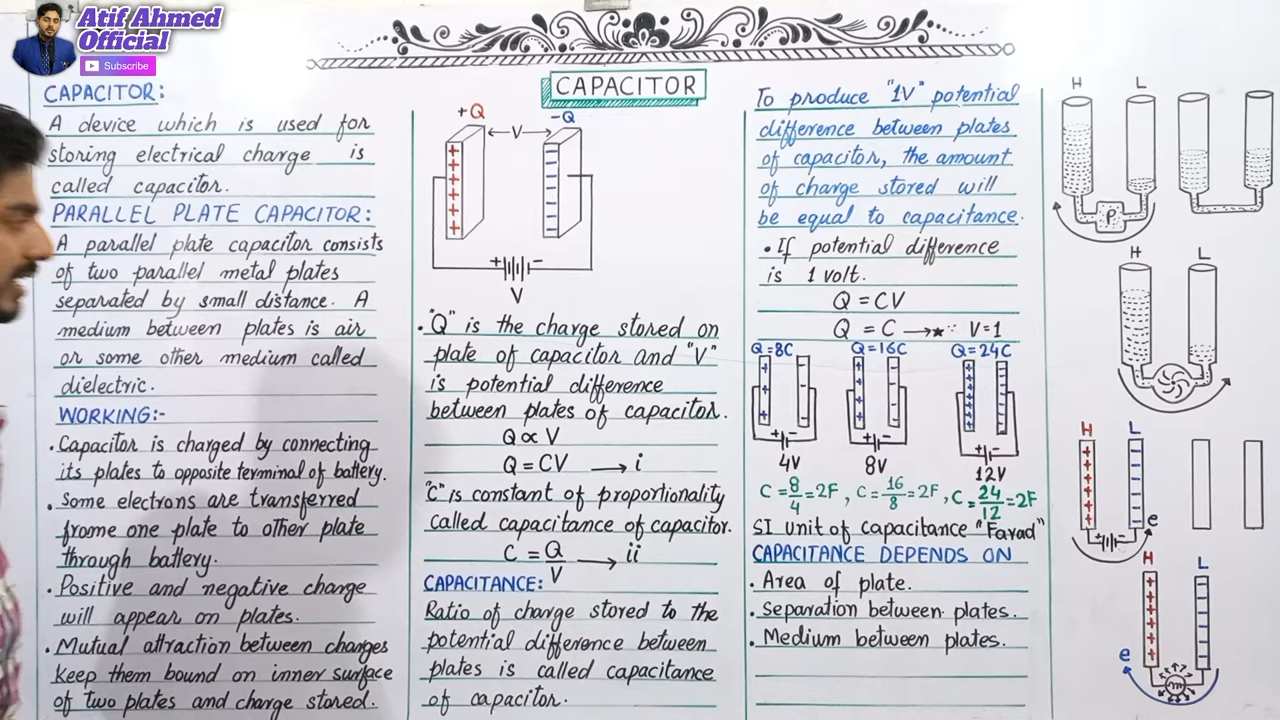 Atif Ahmed
Official
Subscribe
CAPACITOR
CAPACITOR:
A device which is used for
storing electrical charge is
called capacitor.
PARALLEL PLATE CAPACITOR:
A parallel plate capacitor consists
of two parallel metal plates
separated by small distance. A
medium between plates is air
or some other medium called
dielectric.
WORKING:-
• Capacitor is charged by connecting
its plates to opposite terminal of battery.
• Some electrons are transferred
frome one plate to other plate
through battery.
• Positive and negative charge
will appear on plates.
• Mutual attraction between charges
keep them bound on inner surface
of two plates and charge stored.
+Q ←V→ -Q
+ -
V
• "Q" is the charge stored on
plate of capacitor and "V"
is potential difference
between plates of capacitor.
Q ∝ V
Q = CV → i
"C" is constant of proportionality
called capacitance of capacitor.
C = Q/V → ii
CAPACITANCE:
Ratio of charge stored to the
potential difference between
plates is called capacitance
of capacitor.
To produce "1V" potential
difference between plates
of capacitor, the amount
of charge stored will
be equal to capacitance.
• If potential difference
is 1 volt.
Q = CV
Q = C →★ ∵ V=1
Q=8C Q=16C Q=24C
4V 8V 12V
C = 8/4 = 2F , C = 16/8 = 2F , C = 24/12 = 2F
SI unit of capacitance "Farad"
CAPACITANCE DEPENDS ON
• Area of plate.
• Separation between plates.
• Medium between plates.
H L
P
H L
H L
e
H L
e